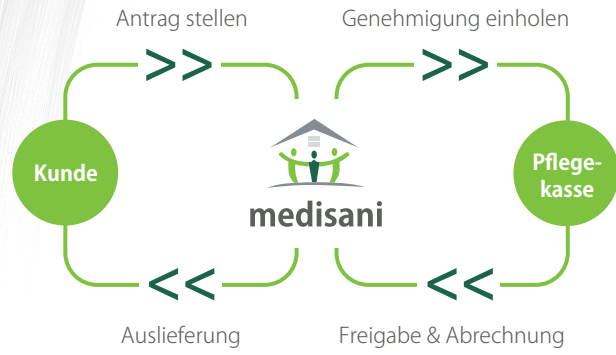 Antrag stellen
Genehmigung einholen
>>
>>
Kunde
medisani
Pflege-
kasse
<<
<<
Auslieferung
Freigabe & Abrechnung